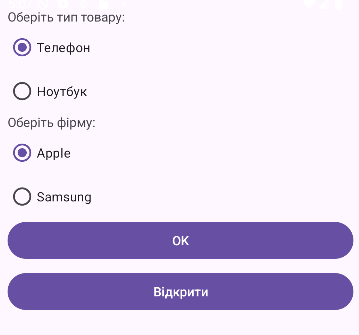 Оберіть тип товару:
Телефон
Ноутбук
Оберіть фірму:
Apple
Samsung
OK
Відкрити